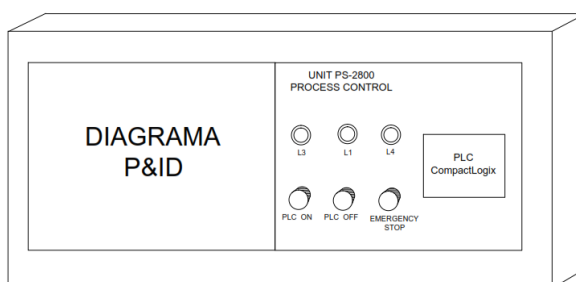 DIAGRAMA
P&ID
UNIT PS-2800
PROCESS CONTROL
L3
L1
L4
PLC
CompactLogix
PLC ON
PLC OFF
EMERGENCY
STOP